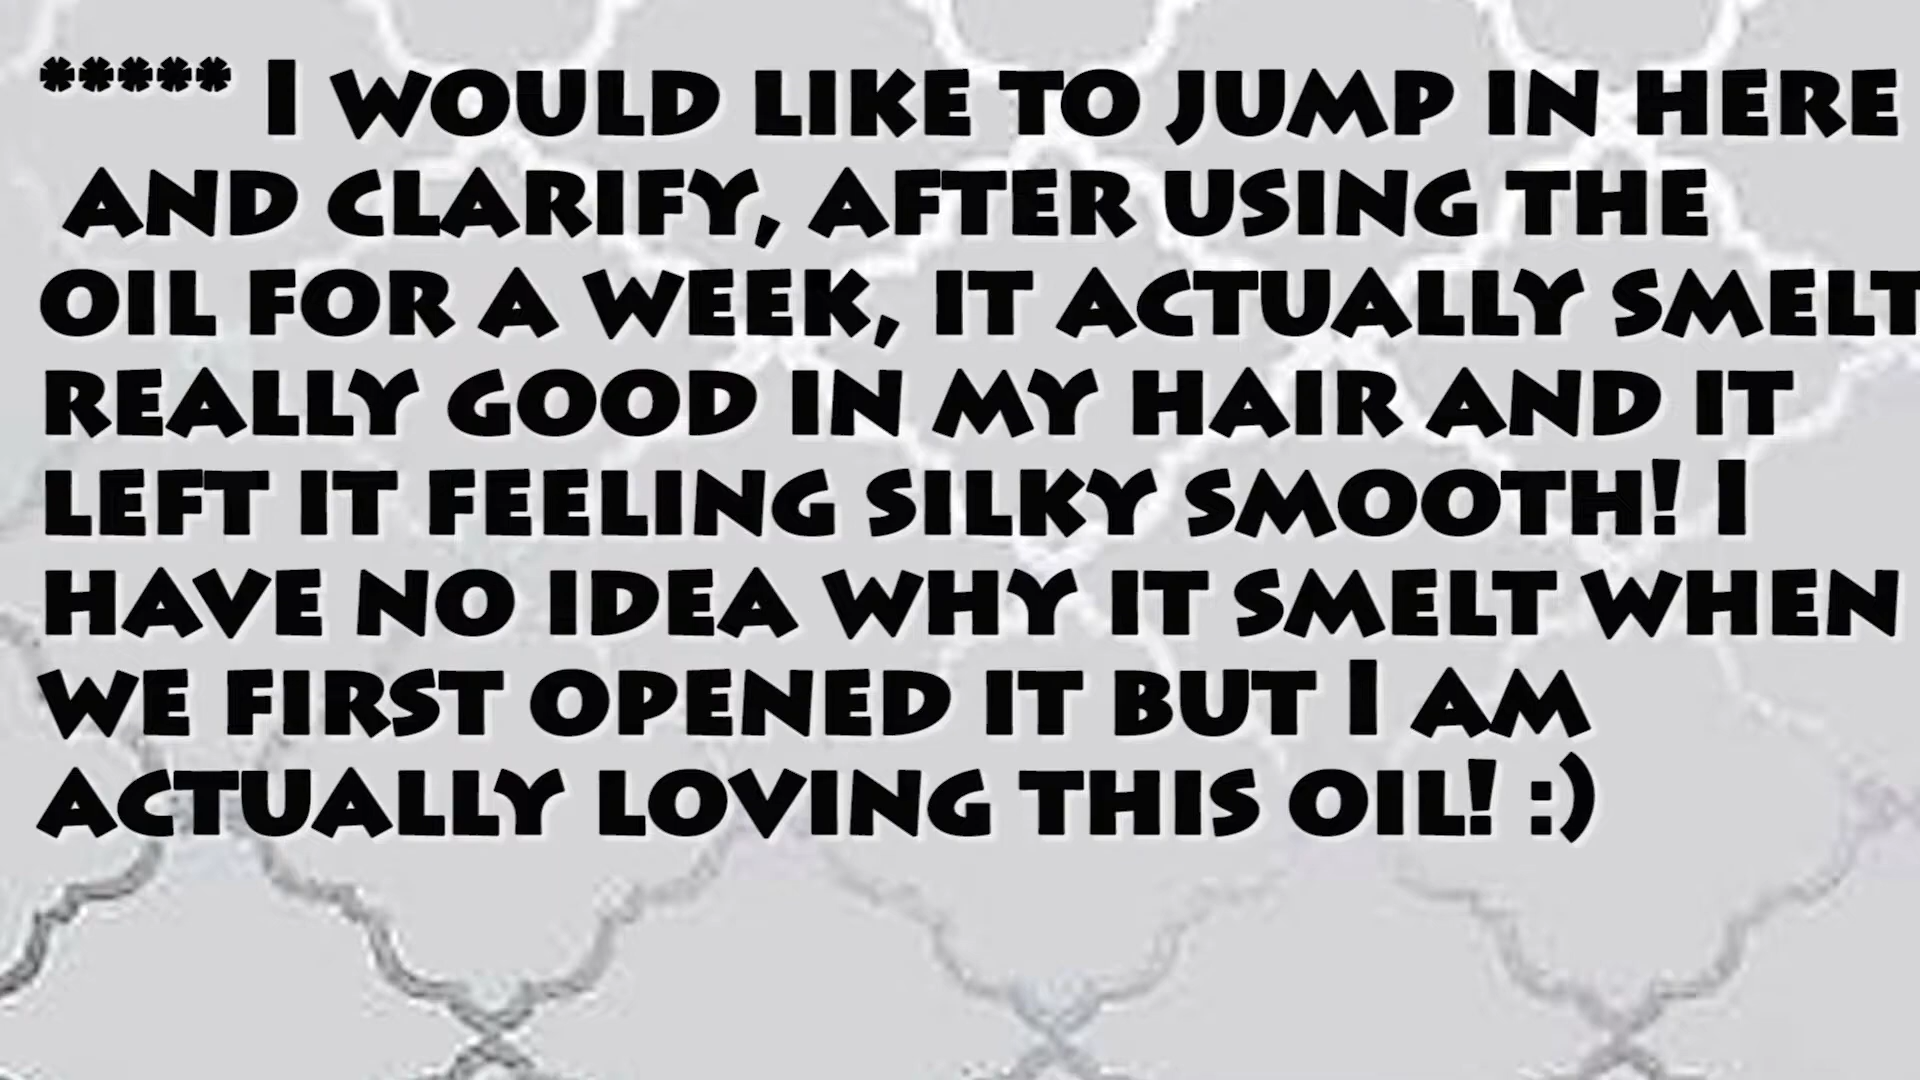 ***** I WOULD LIKE TO JUMP IN HERE
AND CLARIFY, AFTER USING THE
OIL FOR A WEEK, IT ACTUALLY SMELT
REALLY GOOD IN MY HAIR AND IT
LEFT IT FEELING SILKY SMOOTH! I
HAVE NO IDEA WHY IT SMELT WHEN
WE FIRST OPENED IT BUT I AM
ACTUALLY LOVING THIS OIL! :)